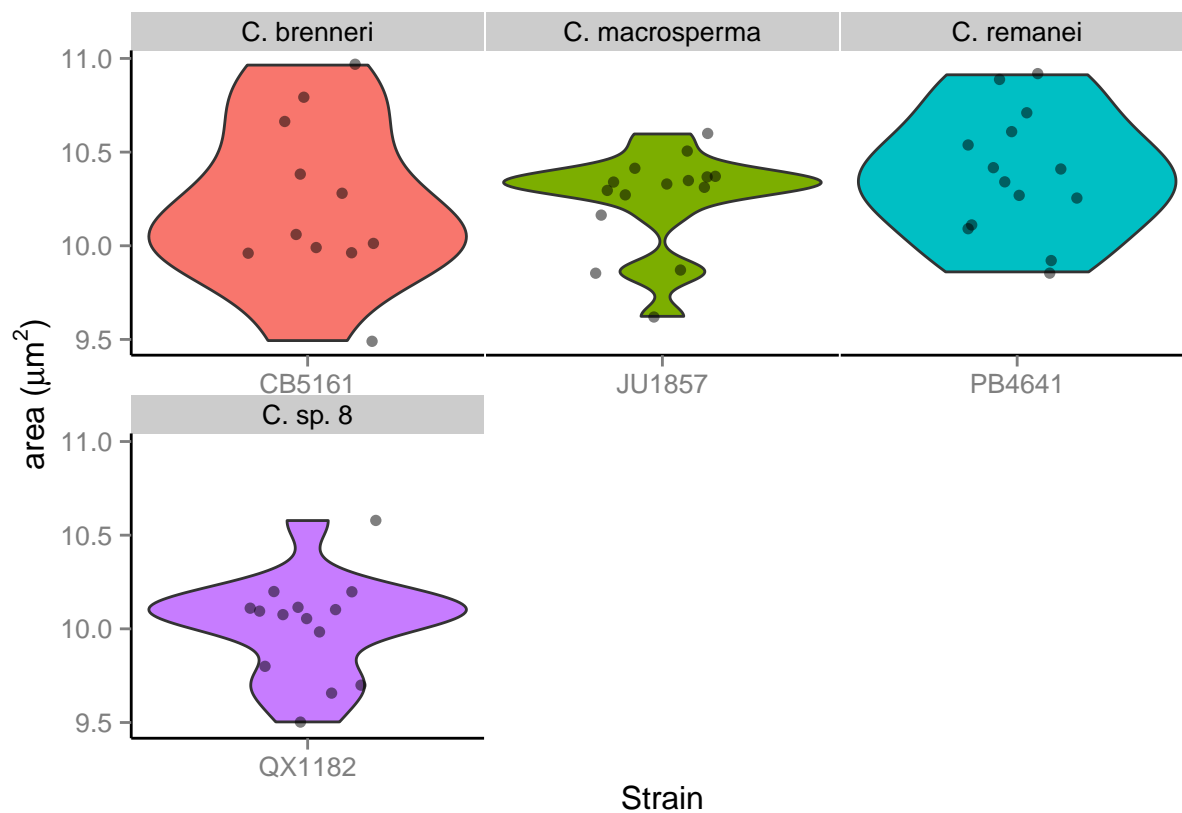 C. brenneri C. macrosperma C. remanei
11.0
10.5
10.0
9.5
CB5161 JU1857 PB4641
area (μm²)
C. sp. 8
11.0
10.5
10.0
9.5
QX1182
Strain